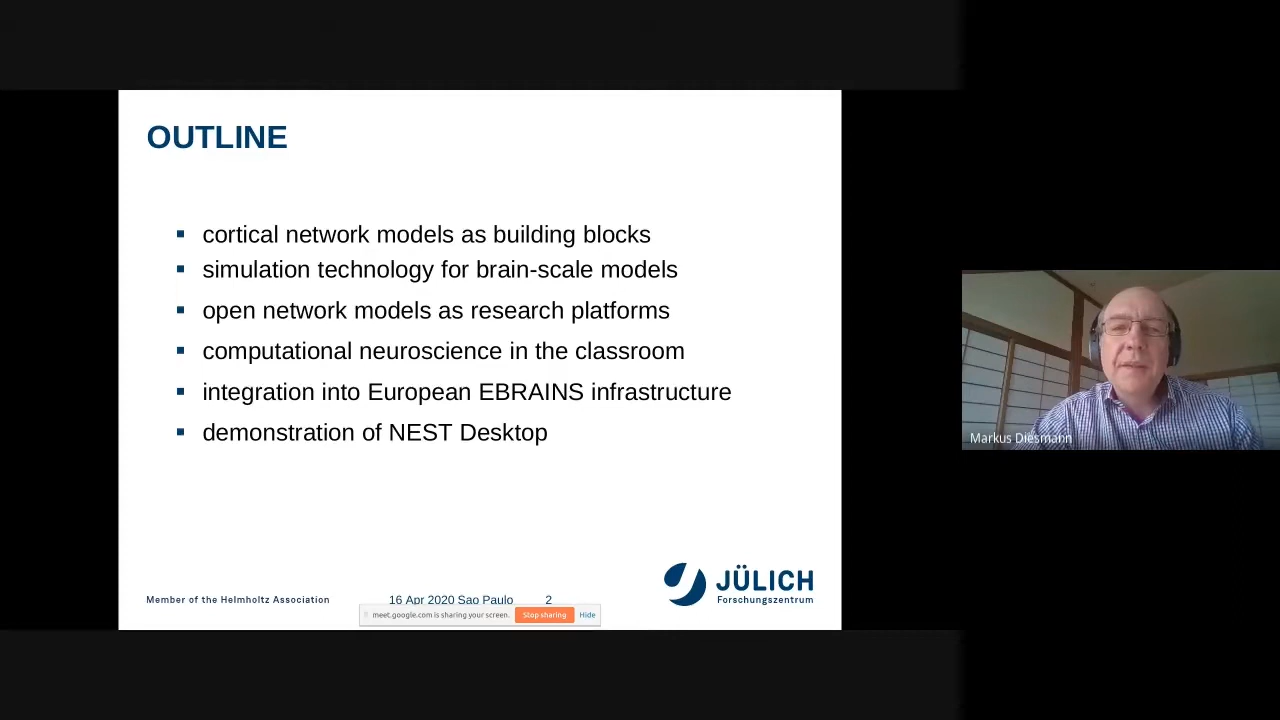 OUTLINE
cortical network models as building blocks
simulation technology for brain-scale models
open network models as research platforms
computational neuroscience in the classroom
integration into European EBRAINS infrastructure
demonstration of NEST Desktop
Markus Diesmann
JÜLICH
Forschungszentrum
Member of the Helmholtz Association
16 Apr 2020 Sao Paulo 2
meet.google.com is sharing your screen. Stop sharing Hide